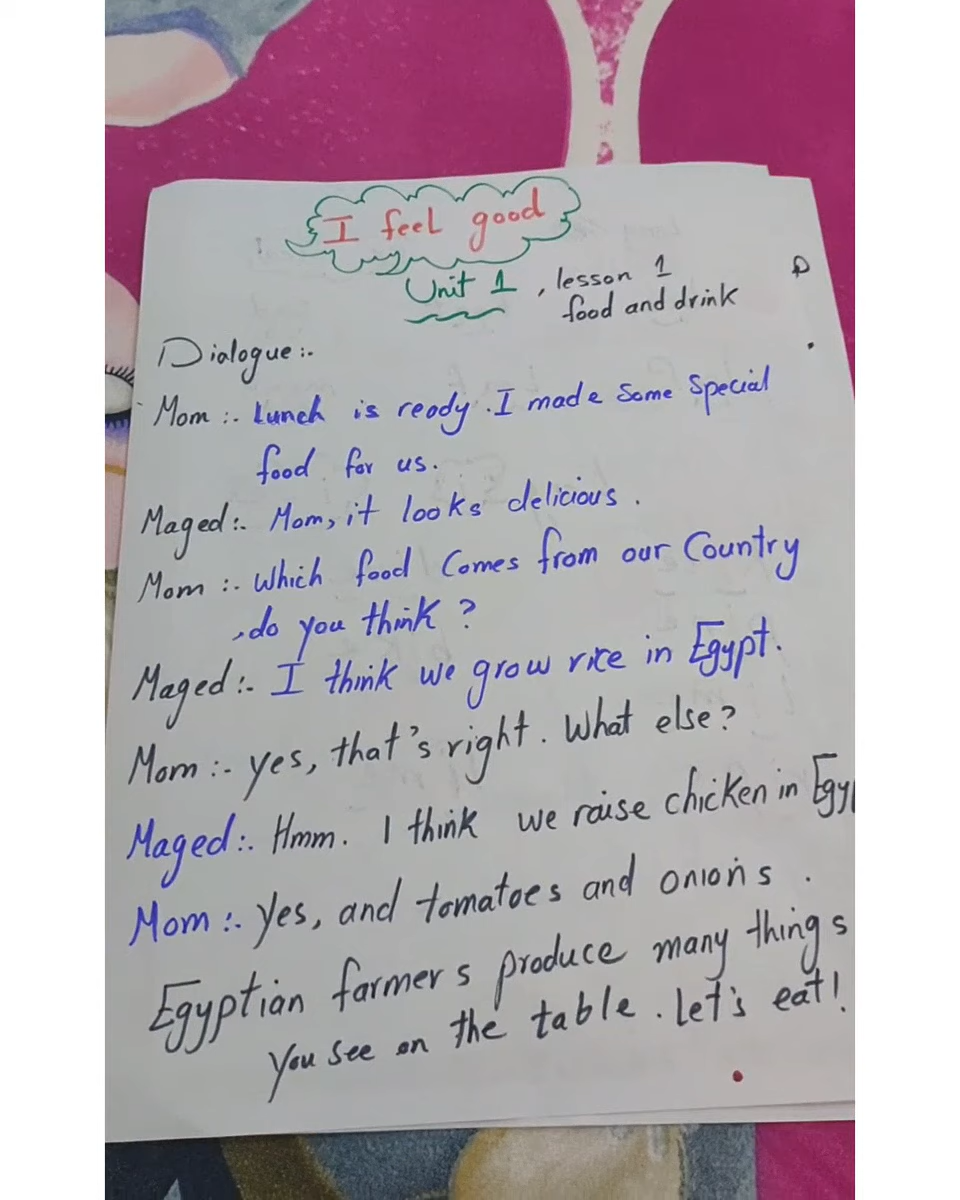 I feel good
Unit 1 , lesson 1
food and drink
Dialogue :-
Mom :- Lunch is ready . I made Some Special
food for us .
Maged :- Mom, it looks delicious .
Mom :- Which food Comes from our Country
, do you think ?
Maged :- I think we grow rice in Egypt .
Mom :- yes, that's right . What else ?
Maged :- Hmm . I think we raise chicken in Egy
Mom :- Yes, and tomatoes and onions .
Egyptian farmers produce many things
you see on the table . Let's eat !